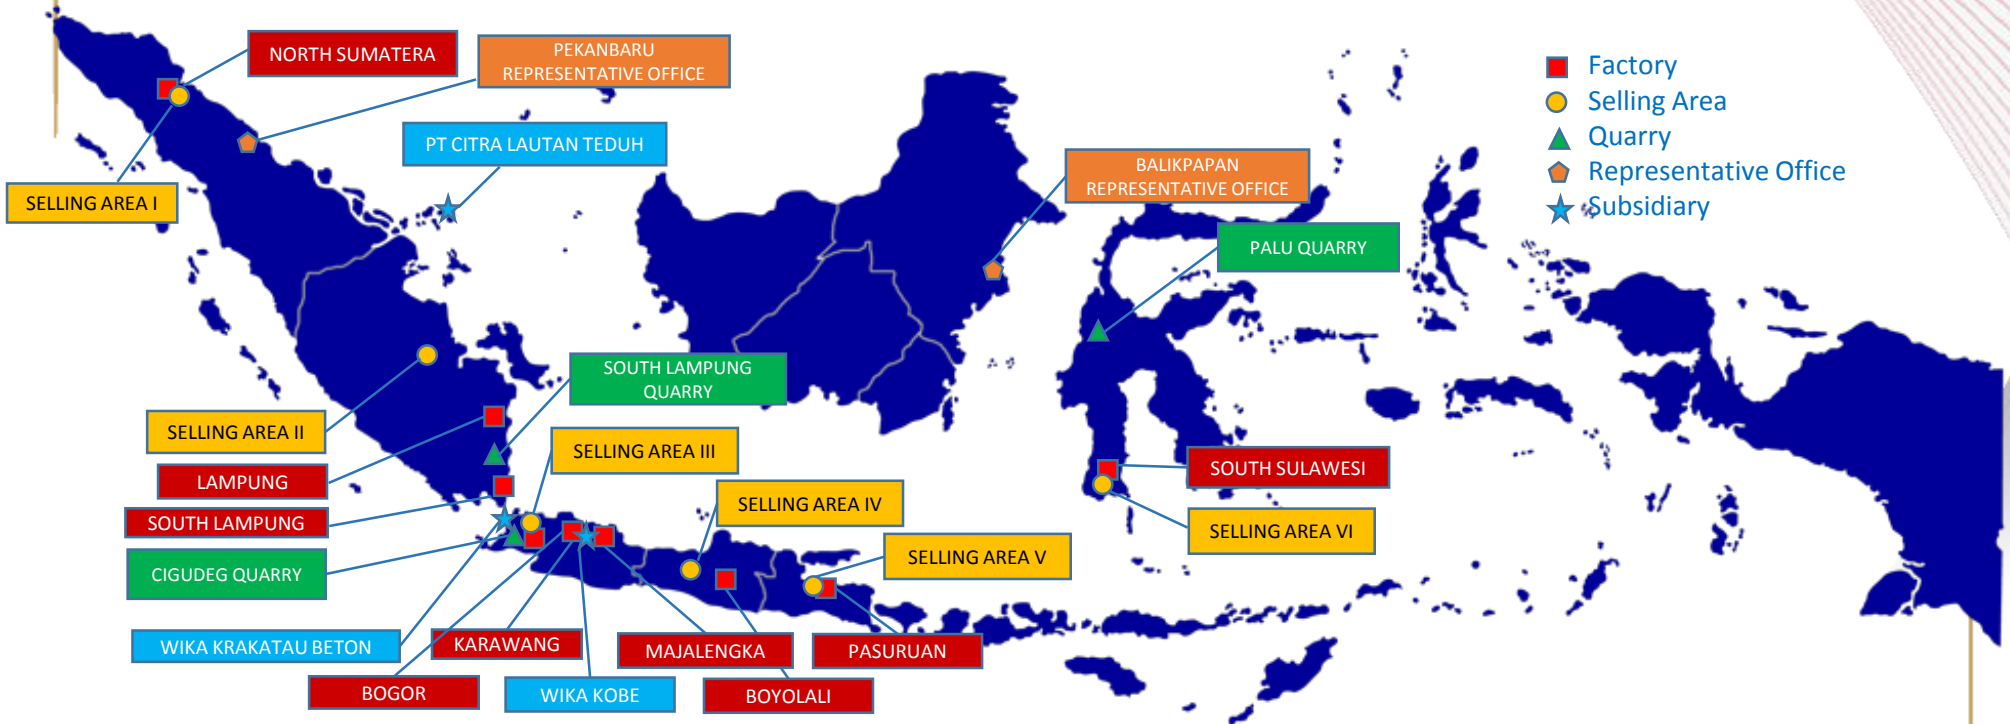 NORTH SUMATERA
PEKANBARU
REPRESENTATIVE OFFICE
Factory
Selling Area
Quarry
Representative Office
Subsidiary
PT CITRA LAUTAN TEDUH
BALIKPAPAN
REPRESENTATIVE OFFICE
SELLING AREA I
PALU QUARRY
SOUTH LAMPUNG
QUARRY
SELLING AREA II
SELLING AREA III
LAMPUNG
SOUTH SULAWESI
SELLING AREA IV
SOUTH LAMPUNG
SELLING AREA VI
SELLING AREA V
CIGUDEG QUARRY
WIKA KRAKATAU BETON
KARAWANG
MAJALENGKA
PASURUAN
BOGOR
WIKA KOBE
BOYOLALI